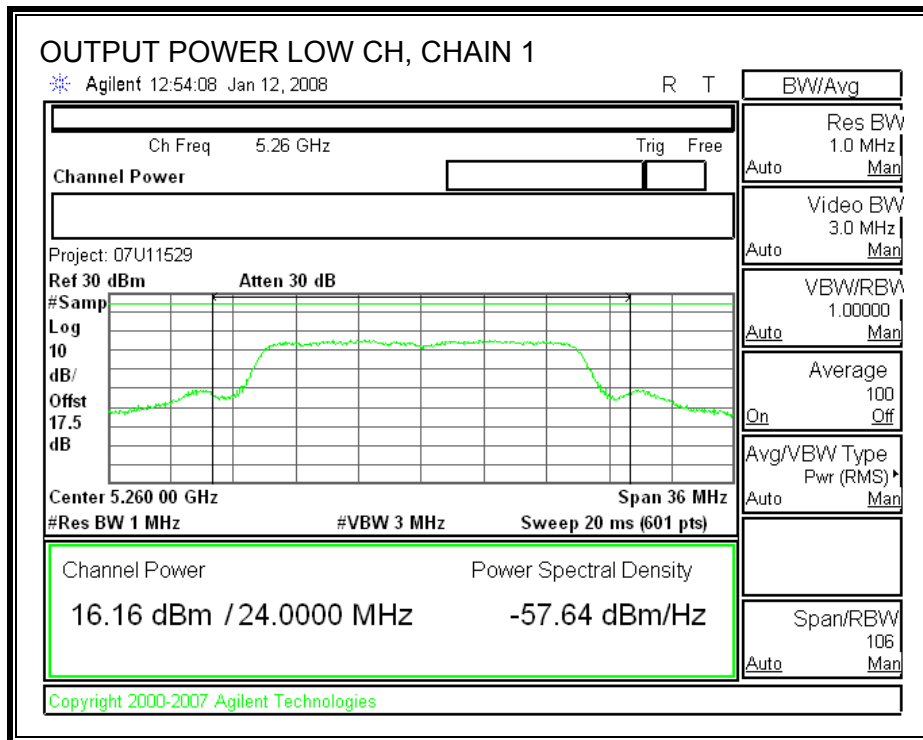 OUTPUT POWER LOW CH, CHAIN 1
Agilent 12:54:08 Jan 12, 2008 R T
BW/Avg
Ch Freq 5.26 GHz Trig Free
Channel Power
Project: 07U11529
Ref 30 dBm Atten 30 dB
#Samp
Log
10
dB/
Offst
17.5
dB
Center 5.260 00 GHz Span 36 MHz
#Res BW 1 MHz #VBW 3 MHz Sweep 20 ms (601 pts)
Channel Power Power Spectral Density
16.16 dBm / 24.0000 MHz -57.64 dBm/Hz
Res BW
1.0 MHz
Auto Man
Video BW
3.0 MHz
Auto Man
VBW/RBW
1.00000
Auto Man
Average
100
On Off
Avg/VBW Type
Pwr (RMS)
Auto Man
Span/RBW
106
Auto Man
Copyright 2000-2007 Agilent Technologies